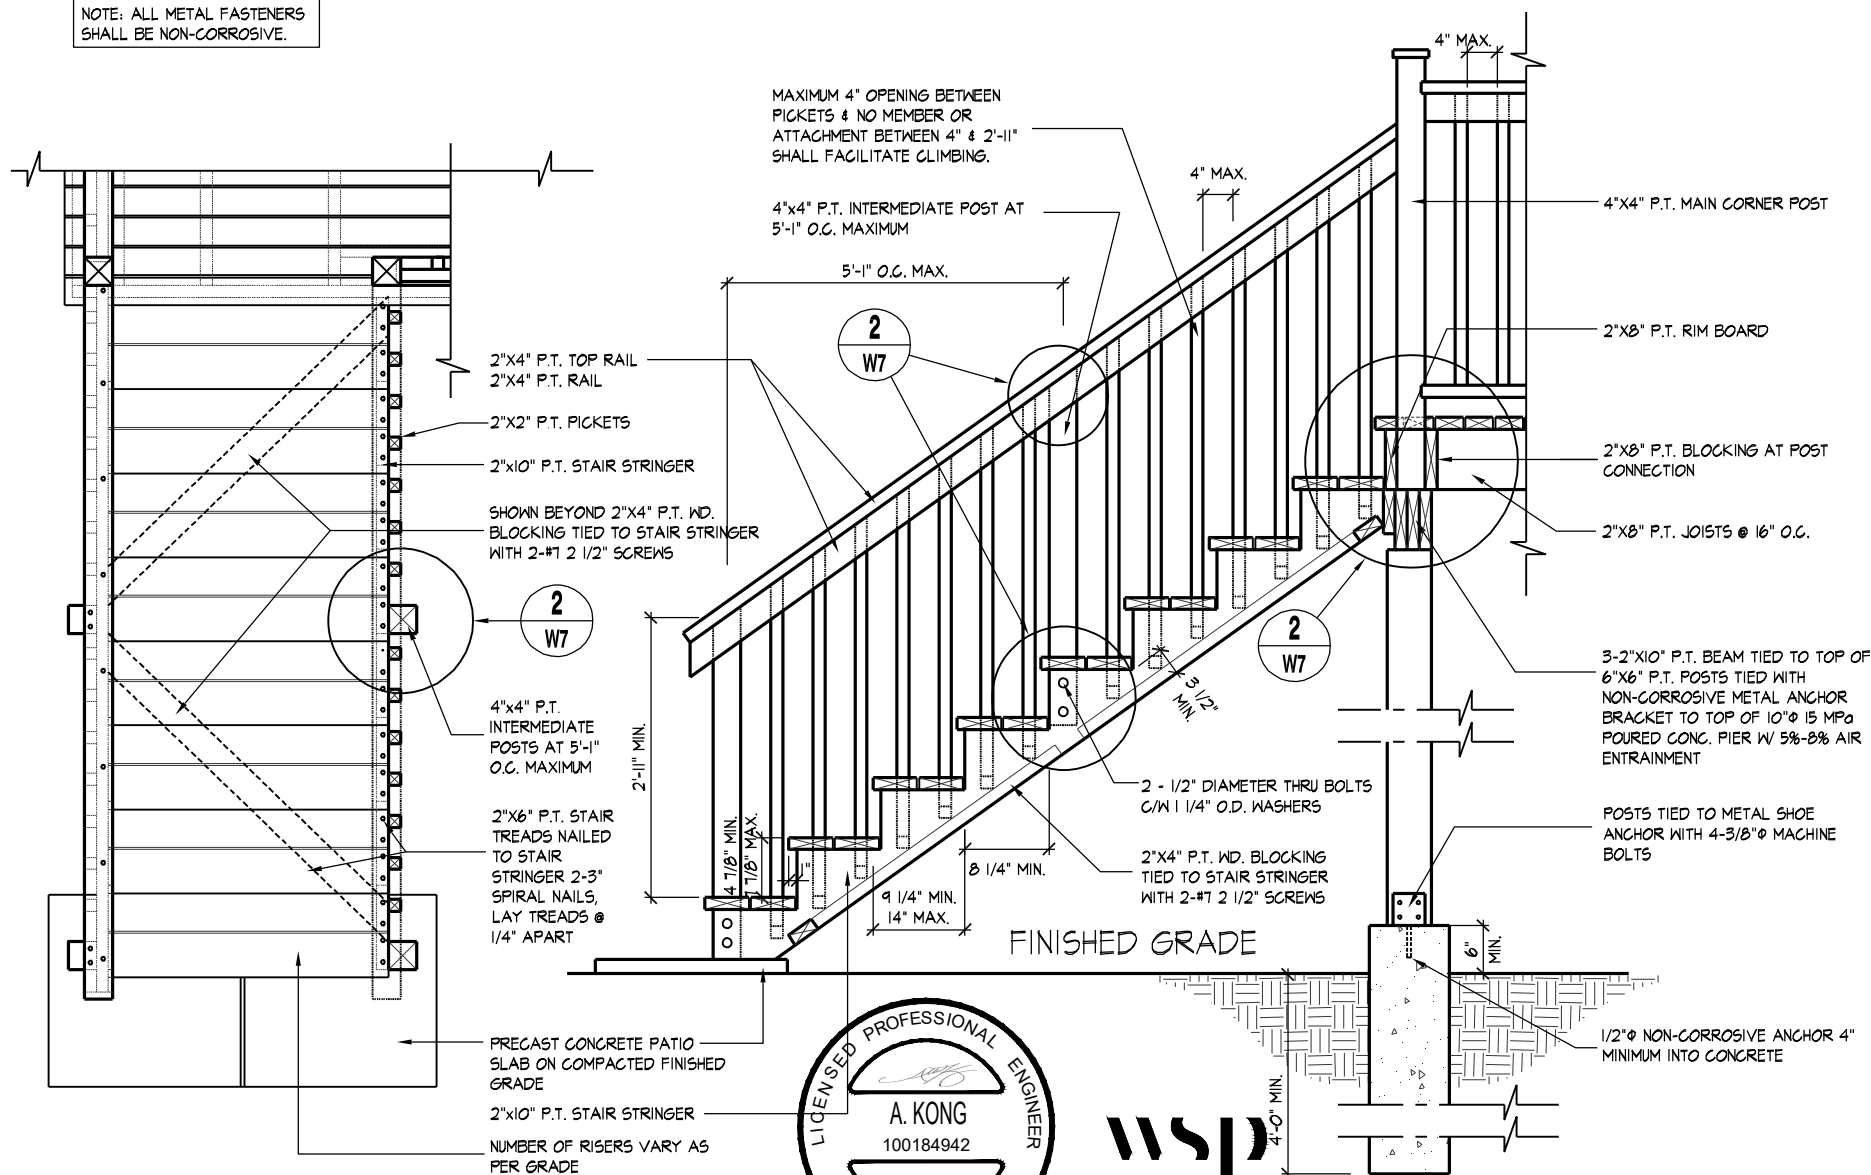 NOTE: ALL METAL FASTENERS
SHALL BE NON-CORROSIVE.
4" MAX.
MAXIMUM 4" OPENING BETWEEN
PICKETS & NO MEMBER OR
ATTACHMENT BETWEEN 4" & 2'-11"
SHALL FACILITATE CLIMBING.
4" MAX.
4"x4" P.T. INTERMEDIATE POST AT
5'-1" O.C. MAXIMUM
4"X4" P.T. MAIN CORNER POST
5'-1" O.C. MAX.
2
W7
2"X8" P.T. RIM BOARD
2"X4" P.T. TOP RAIL
2"X4" P.T. RAIL
2"X2" P.T. PICKETS
2"x10" P.T. STAIR STRINGER
2"X8" P.T. BLOCKING AT POST
CONNECTION
SHOWN BEYOND 2"X4" P.T. WD.
BLOCKING TIED TO STAIR STRINGER
WITH 2-#7 2 1/2" SCREWS
2"X8" P.T. JOISTS @ 16" O.C.
2
W7
2
W7
3-2"X10" P.T. BEAM TIED TO TOP OF
6"X6" P.T. POSTS TIED WITH
NON-CORROSIVE METAL ANCHOR
BRACKET TO TOP OF 10"Φ 15 MPa
POURED CONC. PIER W/ 5%-8% AIR
ENTRAINMENT
4"x4" P.T.
INTERMEDIATE
POSTS AT 5'-1"
O.C. MAXIMUM
2'-11" MIN.
3 1/2"
MIN.
2 - 1/2" DIAMETER THRU BOLTS
C/W 1 1/4" O.D. WASHERS
2"X6" P.T. STAIR
TREADS NAILED
TO STAIR
STRINGER 2-3"
SPIRAL NAILS,
LAY TREADS @
1/4" APART
4 7/8" MIN.
7 7/8" MAX.
1"
8 1/4" MIN.
9 1/4" MIN.
14" MAX.
2"X4" P.T. WD. BLOCKING
TIED TO STAIR STRINGER
WITH 2-#7 2 1/2" SCREWS
POSTS TIED TO METAL SHOE
ANCHOR WITH 4-3/8"Φ MACHINE
BOLTS
FINISHED GRADE
6"
MIN.
PRECAST CONCRETE PATIO
SLAB ON COMPACTED FINISHED
GRADE
2"x10" P.T. STAIR STRINGER
NUMBER OF RISERS VARY AS
PER GRADE
LICENSED PROFESSIONAL ENGINEER
A. KONG
100184942
wsp
4'-0" MIN.
1/2"Φ NON-CORROSIVE ANCHOR 4"
MINIMUM INTO CONCRETE